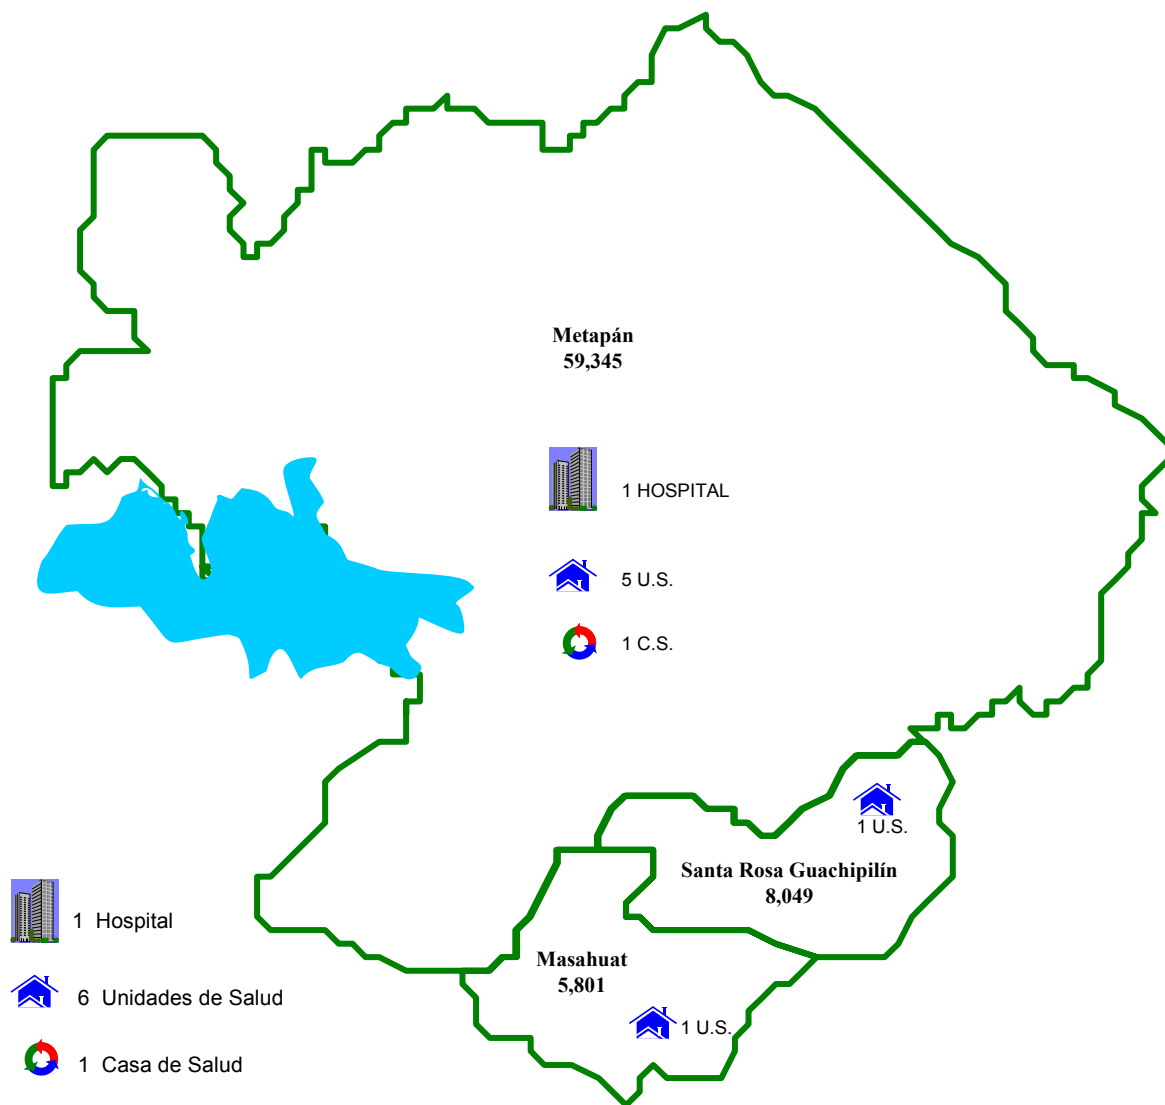 Metapán
59,345
1 HOSPITAL
5 U.S.
1 C.S.
1 U.S.
Santa Rosa Guachipilín
8,049
Masahuat
5,801
1 U.S.
1 Hospital
6 Unidades de Salud
1 Casa de Salud